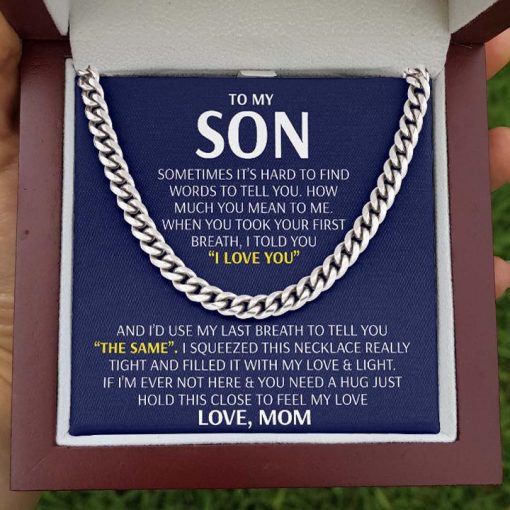 TO MY
SON
SOMETIMES IT'S HARD TO FIND
WORDS TO TELL YOU. HOW
MUCH YOU MEAN TO ME.
WHEN YOU TOOK YOUR FIRST
BREATH, I TOLD YOU
"I LOVE YOU"
AND I'D USE MY LAST BREATH TO TELL YOU
"THE SAME". I SQUEEZED THIS NECKLACE REALLY
TIGHT AND FILLED IT WITH MY LOVE & LIGHT.
IF I'M EVER NOT HERE & YOU NEED A HUG JUST
HOLD THIS CLOSE TO FEEL MY LOVE
LOVE, MOM